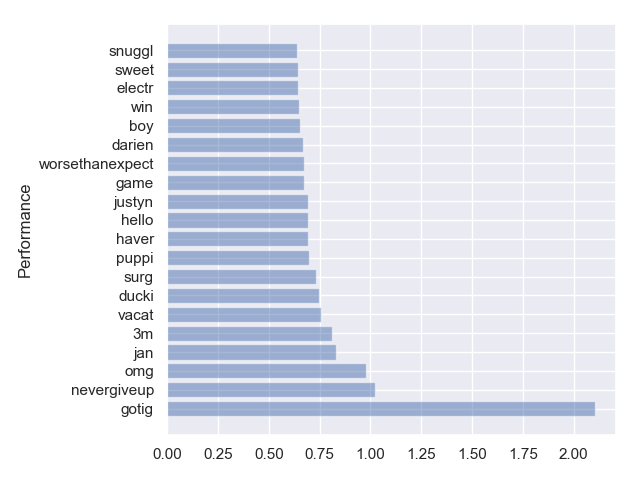 snuggl
sweet
electr
win
boy
darien
worsethanexpect
game
justyn
hello
haver
puppi
surg
ducki
vacat
3m
jan
omg
nevergiveup
gotig
Performance
0.00 0.25 0.50 0.75 1.00 1.25 1.50 1.75 2.00